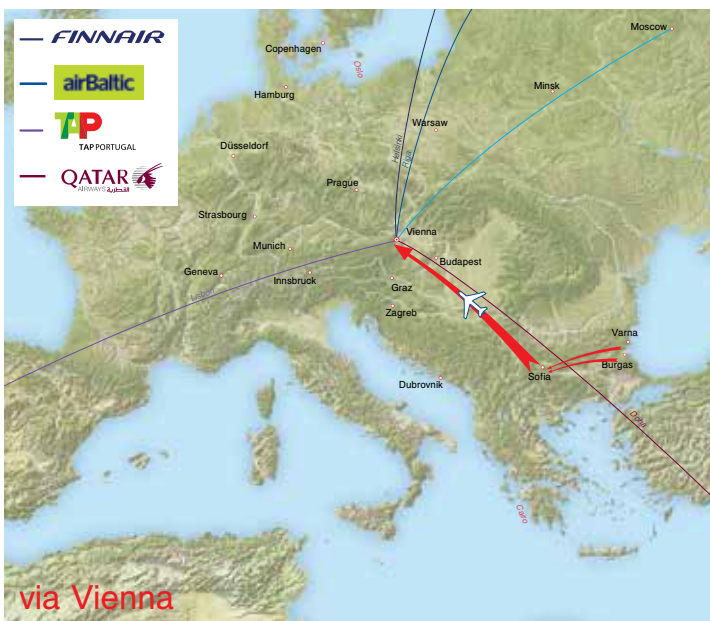 FINNAIR
airBaltic
TAP
TAP PORTUGAL
QATAR
AIRWAYS القطرية
Moscow
Copenhagen
Oslo
Minsk
Hamburg
Warsaw
Helsinki
Riga
Düsseldorf
Prague
Strasbourg
Vienna
Munich
Budapest
Geneva
Innsbruck
Graz
Lisbon
Zagreb
Varna
Burgas
Sofia
Dubrovnik
Doha
Cairo
via Vienna